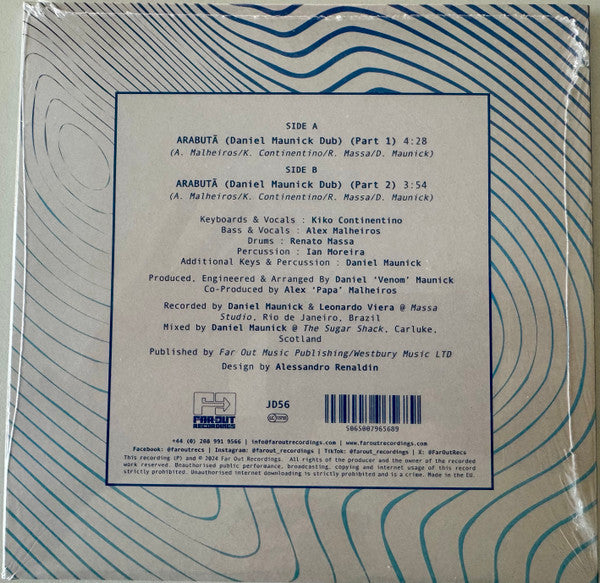 SIDE A
ARABUTÃ (Daniel Maunick Dub) (Part 1) 4:28
(A. Malheiros/K. Continentino/R. Massa/D. Maunick)
SIDE B
ARABUTÃ (Daniel Maunick Dub) (Part 2) 3:54
(A. Malheiros/K. Continentino/R. Massa/D. Maunick)
Keyboards & Vocals : Kiko Continentino
Bass & Vocals : Alex Malheiros
Drums : Renato Massa
Percussion : Ian Moreira
Additional Keys & Percussion : Daniel Maunick
Produced, Engineered & Arranged By Daniel ‘Venom’ Maunick
Co-Produced by Alex ‘Papa’ Malheiros
Recorded by Daniel Maunick & Leonardo Viera @ Massa
Studio, Rio de Janeiro, Brazil
Mixed by Daniel Maunick @ The Sugar Shack, Carluke,
Scotland
Published by Far Out Music Publishing/Westbury Music LTD
Design by Alessandro Renaldin
FAR OUT
RECORDINGS
JD56
5065007965689
+44 (0) 208 991 9566 | info@faroutrecordings.com | www.faroutrecordings.com
Facebook: @faroutrecs | Instagram: @farout_recordings | TikTok: @farout_recordings | X: @FarOutRecs
This recording (P) and © 2024 Far Out Recordings. All rights of the producer and the owner of the recorded
work reserved. Unauthorised public performance, broadcasting, copying and internet usage of this record
strictly prohibited. Unauthorised internet downloading is strictly prohibited and is a crime. Made in the EU.